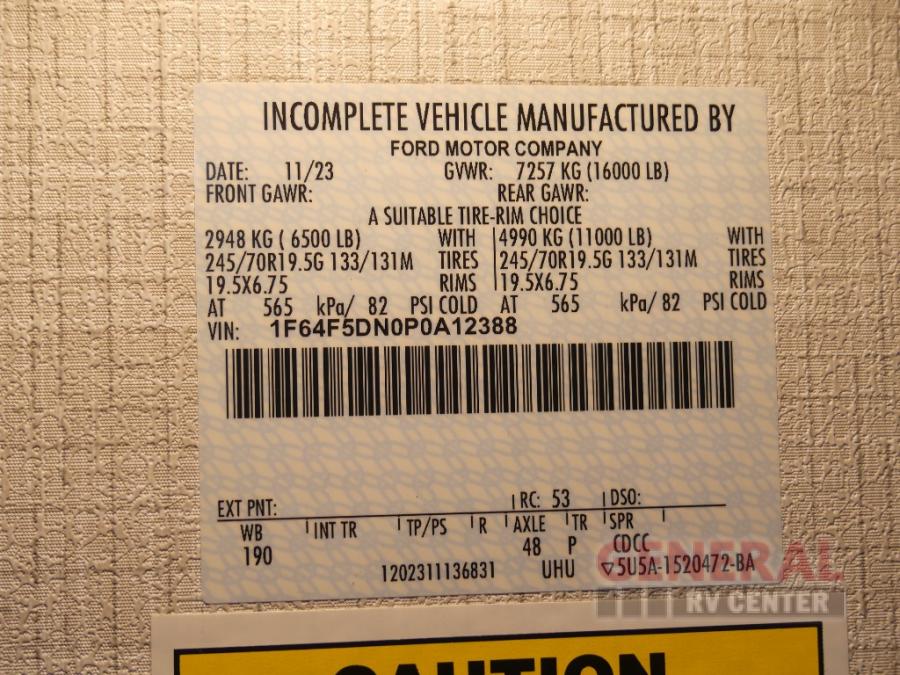 INCOMPLETE VEHICLE MANUFACTURED BY
FORD MOTOR COMPANY
DATE: 11/23 GVWR: 7257 KG (16000 LB)
FRONT GAWR: REAR GAWR:
A SUITABLE TIRE-RIM CHOICE
2948 KG ( 6500 LB) WITH 4990 KG (11000 LB) WITH
245/70R19.5G 133/131M TIRES 245/70R19.5G 133/131M TIRES
19.5X6.75 RIMS 19.5X6.75 RIMS
AT 565 kPa/ 82 PSI COLD AT 565 kPa/ 82 PSI COLD
VIN: 1F64F5DN0P0A12388
EXT PNT: RC: 53 DSO:
WB INT TR TP/PS R AXLE TR SPR
190 48 P CDCC
1202311136831 UHU ▽5U5A-1520472-BA
GENERAL
RV CENTER
CAUTION